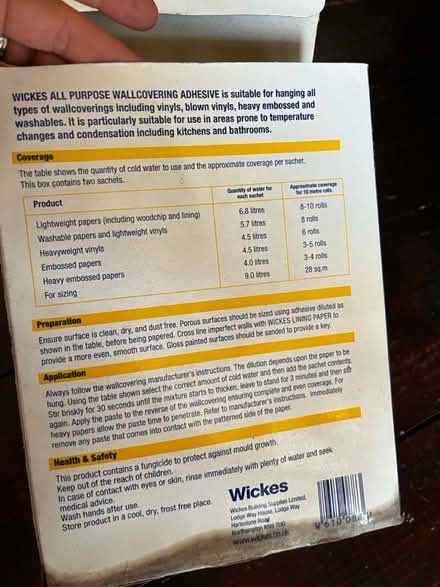 WICKES ALL PURPOSE WALLCOVERING ADHESIVE is suitable for hanging all
types of wallcoverings including vinyls, blown vinyls, heavy embossed and
washables. It is particularly suitable for use in areas prone to temperature
changes and condensation including kitchens and bathrooms.
Coverage
The table shows the quantity of cold water to use and the approximate coverage per sachet.
This box contains two sachets.
Product Quantity of water for each sachet Approximate coverage for 10 metre rolls
Lightweight papers (including woodchip and lining) 6.8 litres 8-10 rolls
Washable papers and lightweight vinyls 5.7 litres 8 rolls
Heavyweight vinyls 4.5 litres 6 rolls
Embossed papers 4.5 litres 3-5 rolls
Heavy embossed papers 4.0 litres 3-4 rolls
For sizing 9.0 litres 28 sq.m
Preparation
Ensure surface is clean, dry, and dust free. Porous surfaces should be sized using adhesive diluted as
shown in the table, before being papered. Cross line imperfect walls with WICKES LINING PAPER to
provide a more even, smooth surface. Gloss painted surfaces should be sanded to provide a key.
Application
Always follow the wallcovering manufacturer's instructions. The dilution depends upon the paper to be
hung. Using the table shown select the correct amount of cold water and then add the sachet contents.
Stir briskly for 30 seconds until the mixture starts to thicken, leave to stand for 3 minutes and then stir
again. Apply the paste to the reverse of the wallcovering ensuring complete and even coverage. For
heavy papers allow the paste time to penetrate. Refer to manufacturer's instructions. Immediately
remove any paste that comes into contact with the patterned side of the paper.
Health & Safety
This product contains a fungicide to protect against mould growth.
Keep out of the reach of children.
In case of contact with eyes or skin, rinse immediately with plenty of water and seek
medical advice.
Wash hands after use.
Store product in a cool, dry, frost free place.
Wickes
Wickes Building Supplies Limited,
Lodge Way House, Lodge Way
Harlestone Road
Northampton NN5 7UG
www.wickes.co.uk